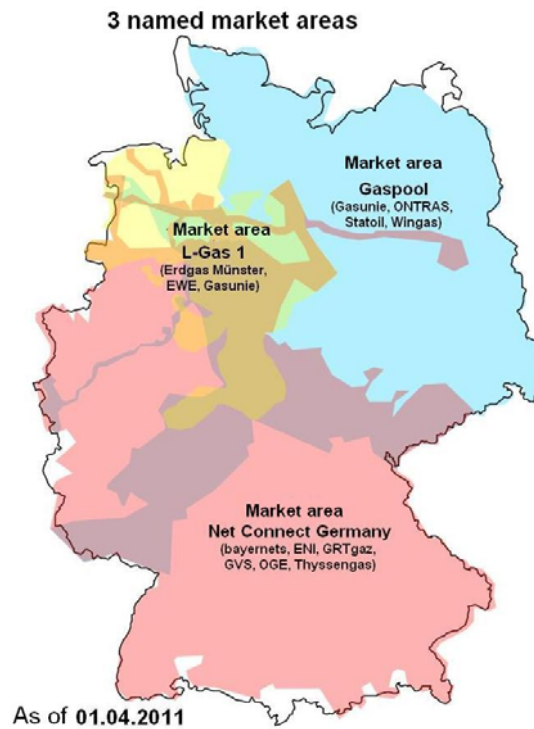 3 named market areas
Market area
Gaspool
(Gasunie, ONTRAS,
Statoil, Wingas)
Market area
L-Gas 1
(Erdgas Münster,
EWE, Gasunie)
Market area
Net Connect Germany
(bayernets, ENI, GRTgaz,
GVS, OGE, Thyssengas)
As of 01.04.2011